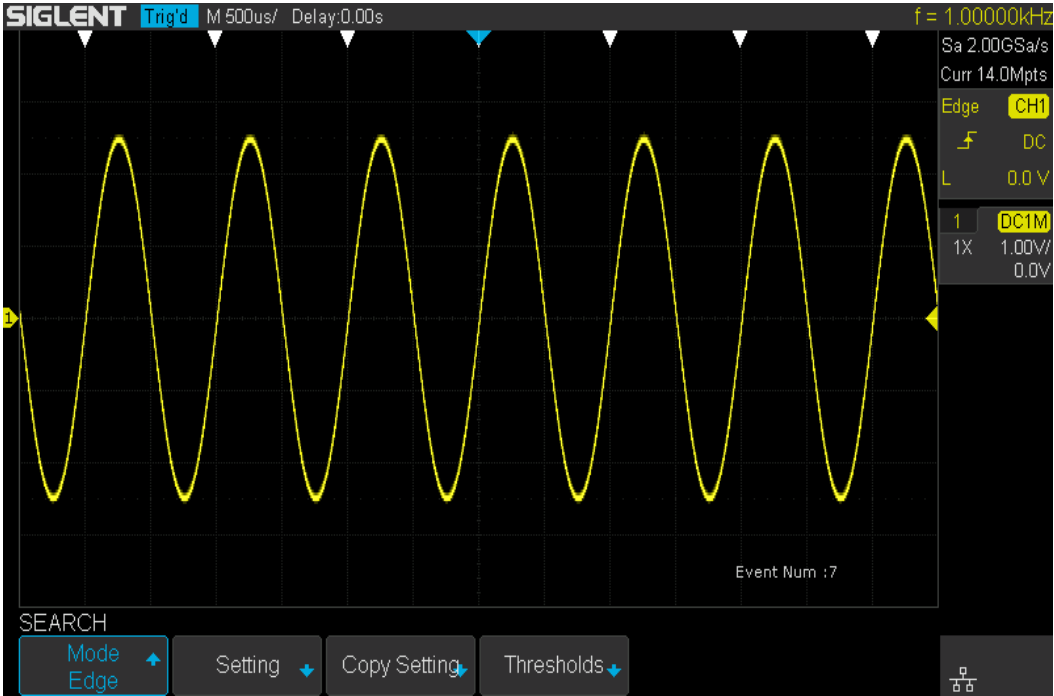 SIGLENT Trig'd M 500us/ Delay:0.00s f = 1.00000kHz
Sa 2.00GSa/s
Curr 14.0Mpts
Edge CH1
DC
L 0.0 V
1 DC1M
1X 1.00V/
0.0V
1
Event Num :7
SEARCH
Mode
Edge
Setting
Copy Setting
Thresholds